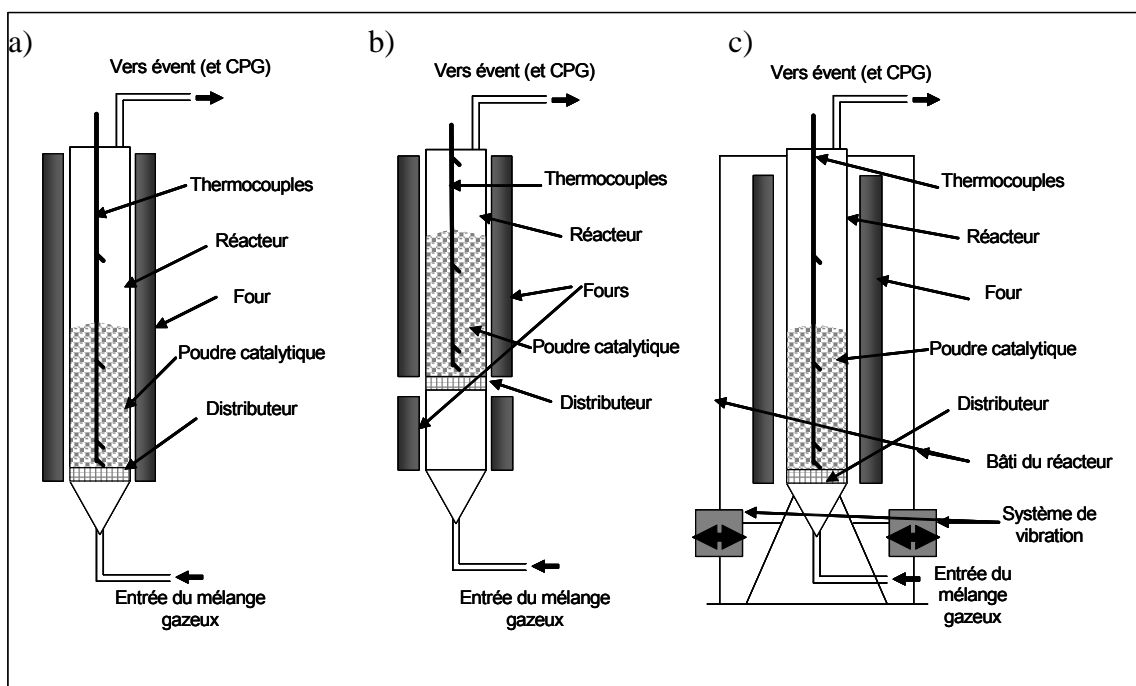 a)
Vers évent (et CPG)
Thermocouples
Réacteur
Four
Poudre catalytique
Distributeur
Entrée du mélange
gazeux
b)
Vers évent (et CPG)
Thermocouples
Réacteur
Fours
Poudre catalytique
Distributeur
Entrée du mélange
gazeux
c)
Vers évent (et CPG)
Thermocouples
Réacteur
Four
Poudre catalytique
Distributeur
Bâti du réacteur
Système de
vibration
Entrée du
mélange
gazeux